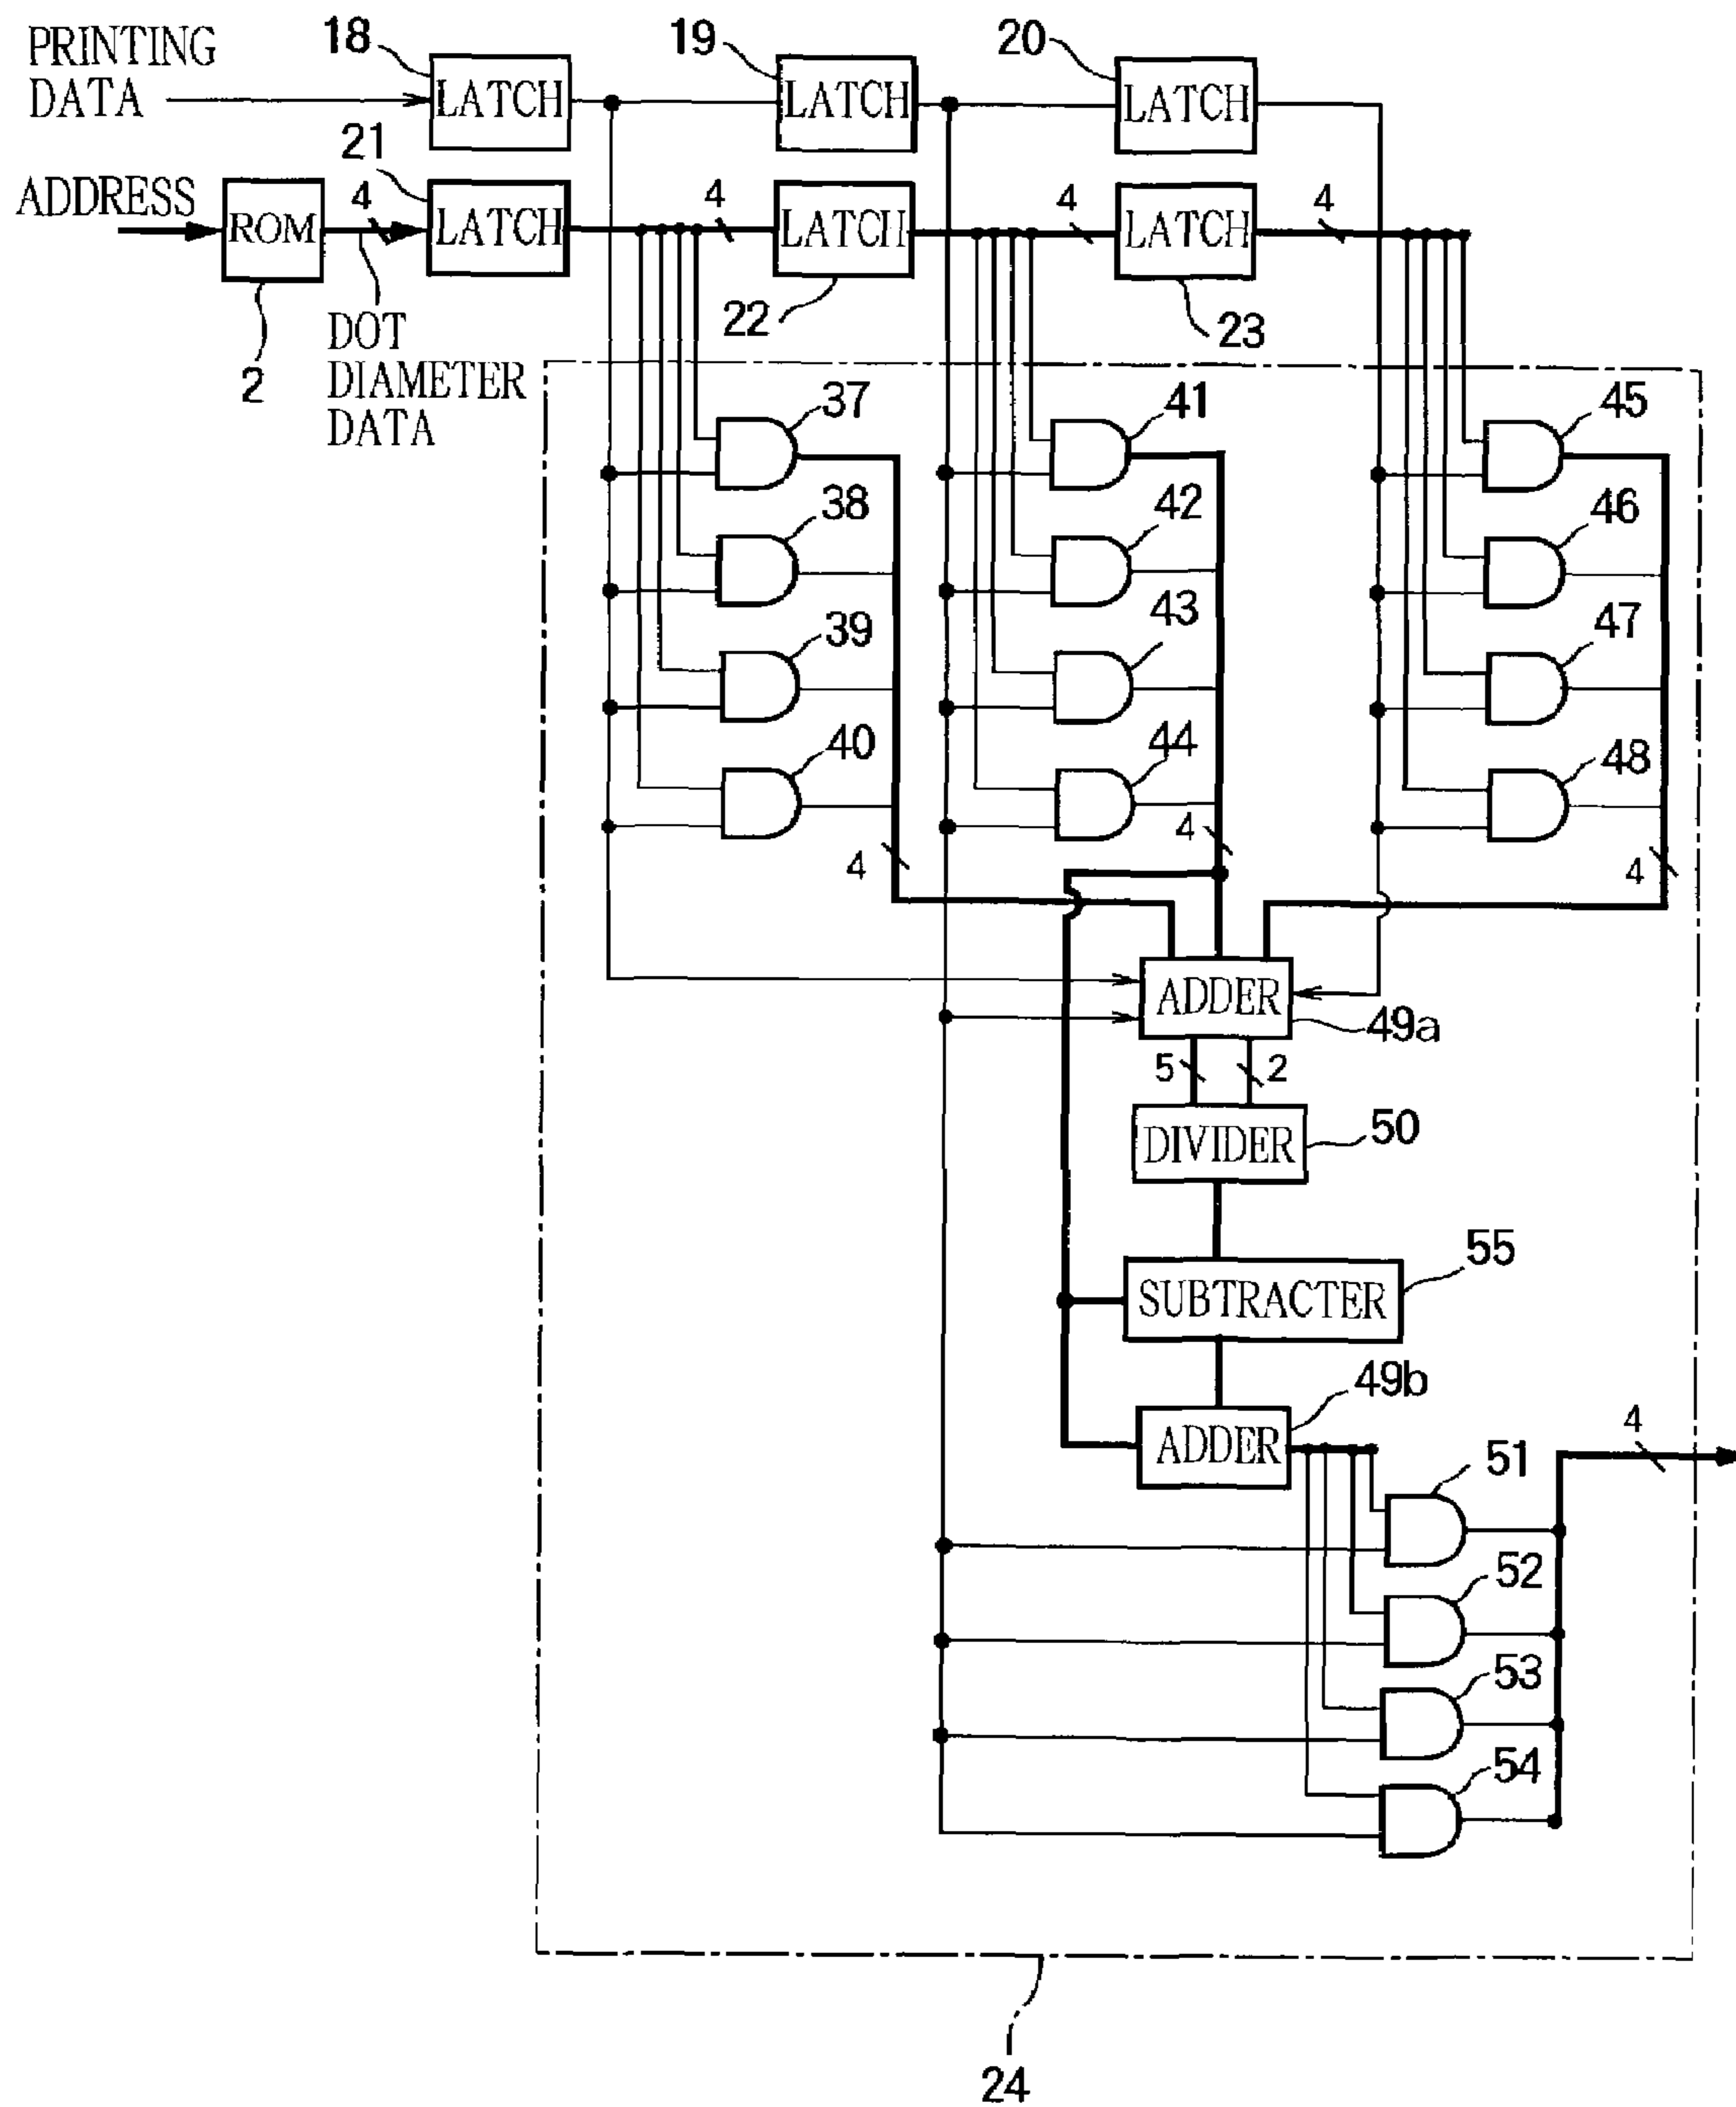 PRINTING
DATA
18
LATCH
19
LATCH
20
LATCH
ADDRESS
ROM
2
4
DOT
DIAMETER
DATA
21
LATCH
4
LATCH
22
4
LATCH
23
4
37
38
39
40
4
41
42
43
44
4
45
46
47
48
4
ADDER
49a
5
2
DIVIDER
50
SUBTRACTER
55
ADDER
49b
51
52
53
54
4
24